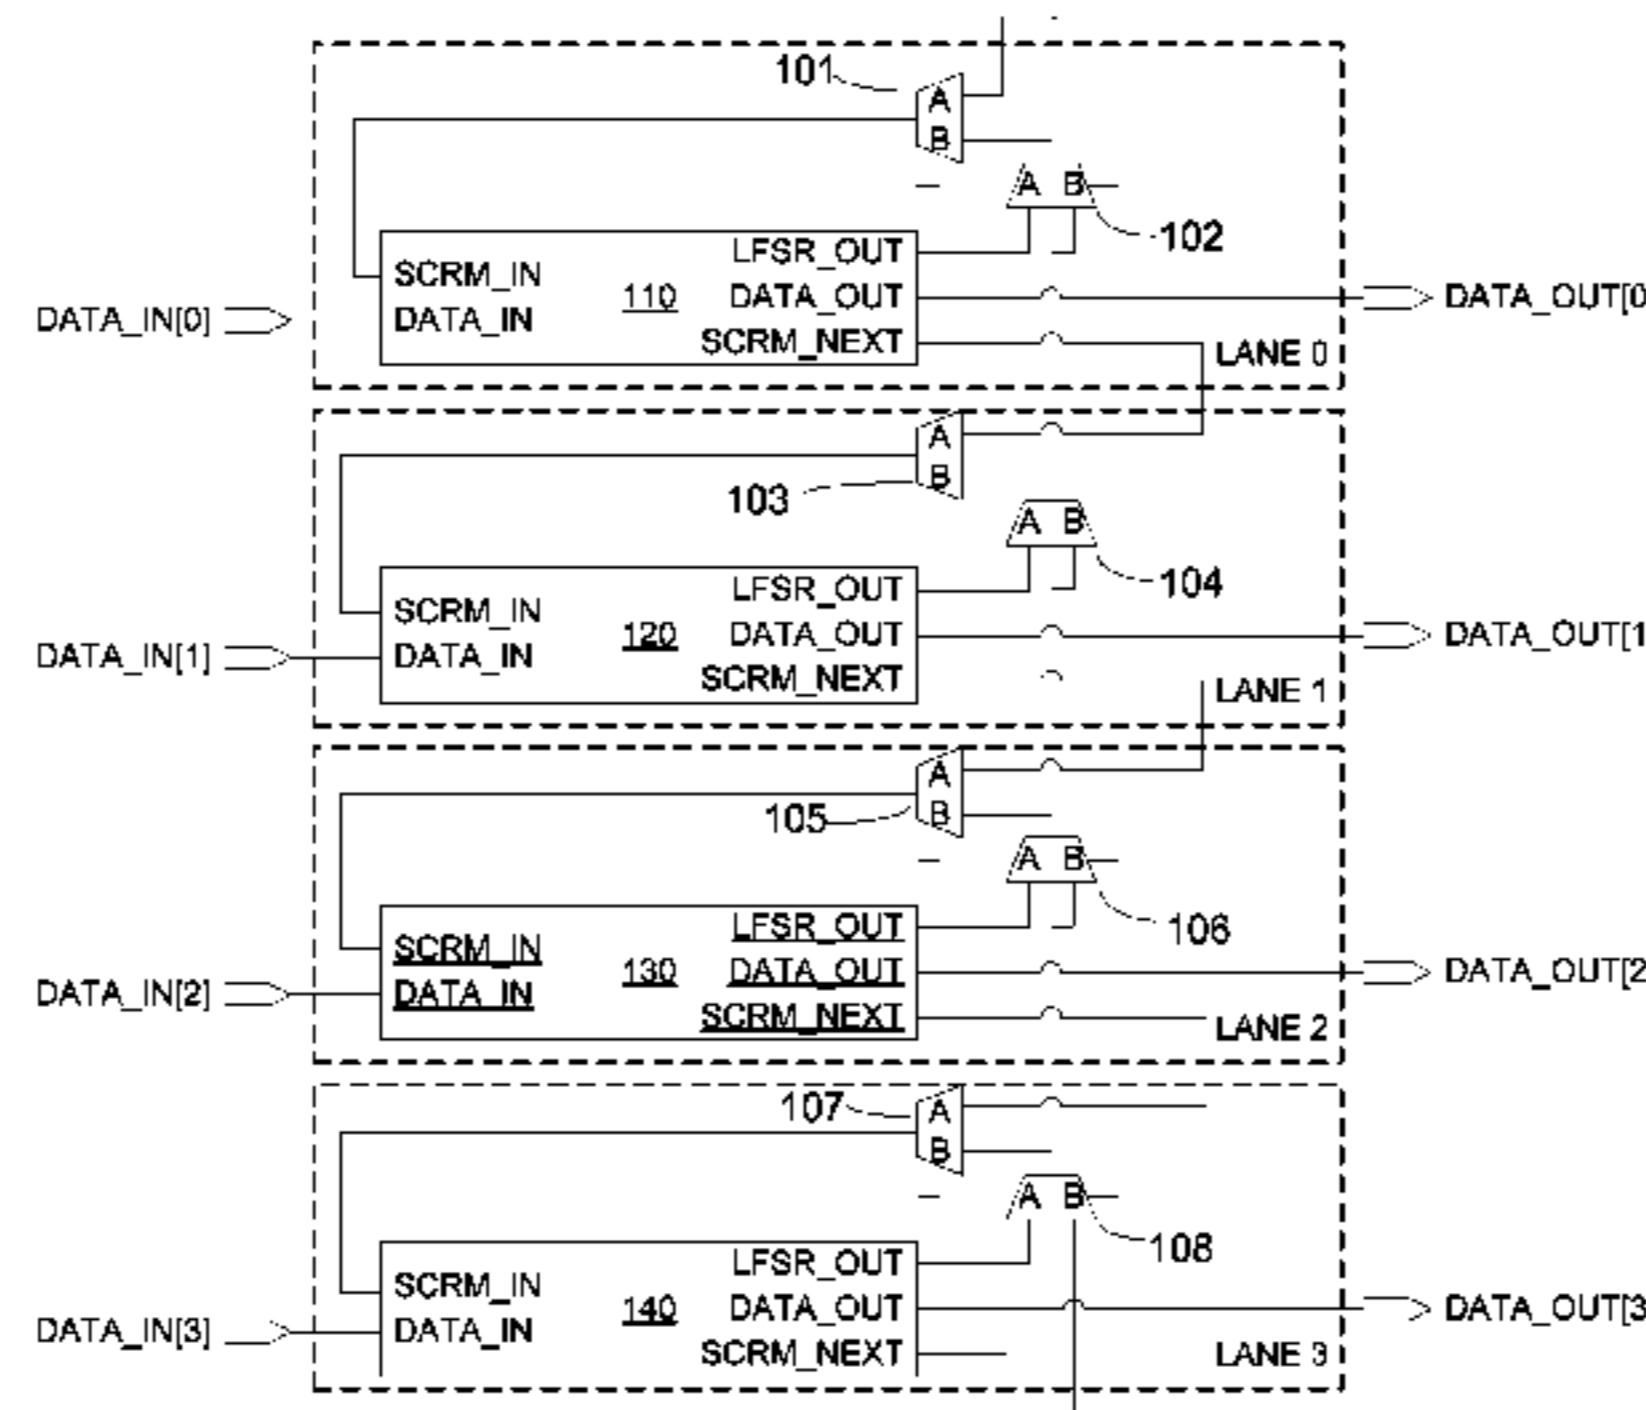 101
A
B
A B
102
LFSR_OUT
SCRM_IN
110
DATA_OUT
DATA_OUT[0
DATA_IN[0]
DATA_IN
SCRM_NEXT
LANE 0
A
B
103
A B
104
LFSR_OUT
SCRM_IN
120
DATA_OUT
DATA_OUT[1
DATA_IN[1]
DATA_IN
SCRM_NEXT
LANE 1
A
B
105
A B
106
LFSR_OUT
SCRM_IN
130
DATA_OUT
DATA_OUT[2
DATA_IN[2]
DATA_IN
SCRM_NEXT
LANE 2
107
A
B
A B
108
LFSR_OUT
SCRM_IN
140
DATA_OUT
DATA_OUT[3
DATA_IN[3]
DATA_IN
SCRM_NEXT
LANE 3